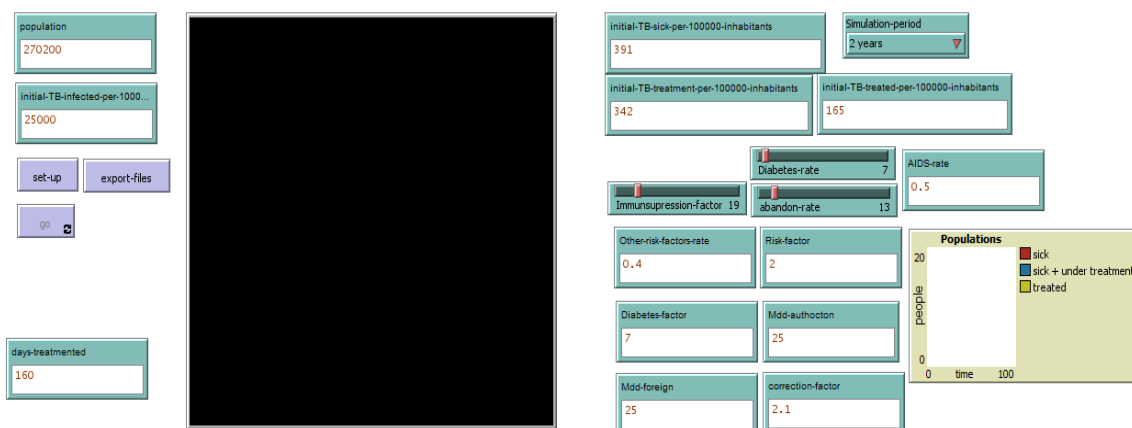 population
270200
initial-TB-infected-per-1000...
25000
set-up
export-files
go
days-treatmented
160
initial-TB-sick-per-100000-inhabitants
391
Simulation-period
2 years
initial-TB-treatment-per-100000-inhabitants
342
initial-TB-treated-per-100000-inhabitants
165
Diabetes-rate 7
AIDS-rate
0.5
Immunsupression-factor 19
abandon-rate 13
Other-risk-factors-rate
0.4
Risk-factor
2
Diabetes-factor
7
Mdd-authocton
25
Mdd-foreign
25
correction-factor
2.1
Populations
20
people
0
0 time 100
sick
sick + under treatment
treated